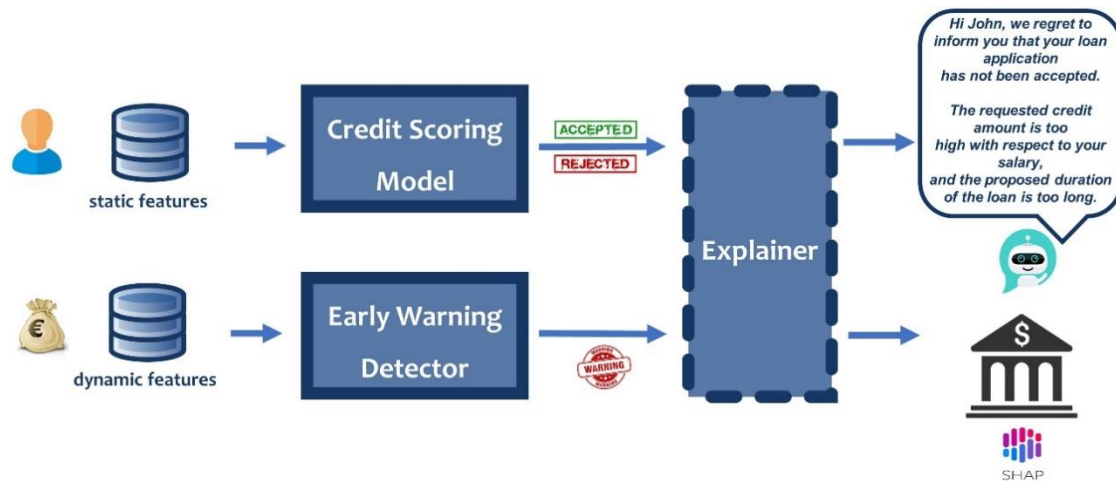 Hi John, we regret to
inform you that your loan
application
has not been accepted.
The requested credit
amount is too
high with respect to your
salary,
and the proposed duration
of the loan is too long.
static features
Credit Scoring
Model
ACCEPTED
REJECTED
Explainer
€
dynamic features
Early Warning
Detector
WARNING
WARNING
WARNING
$
SHAP